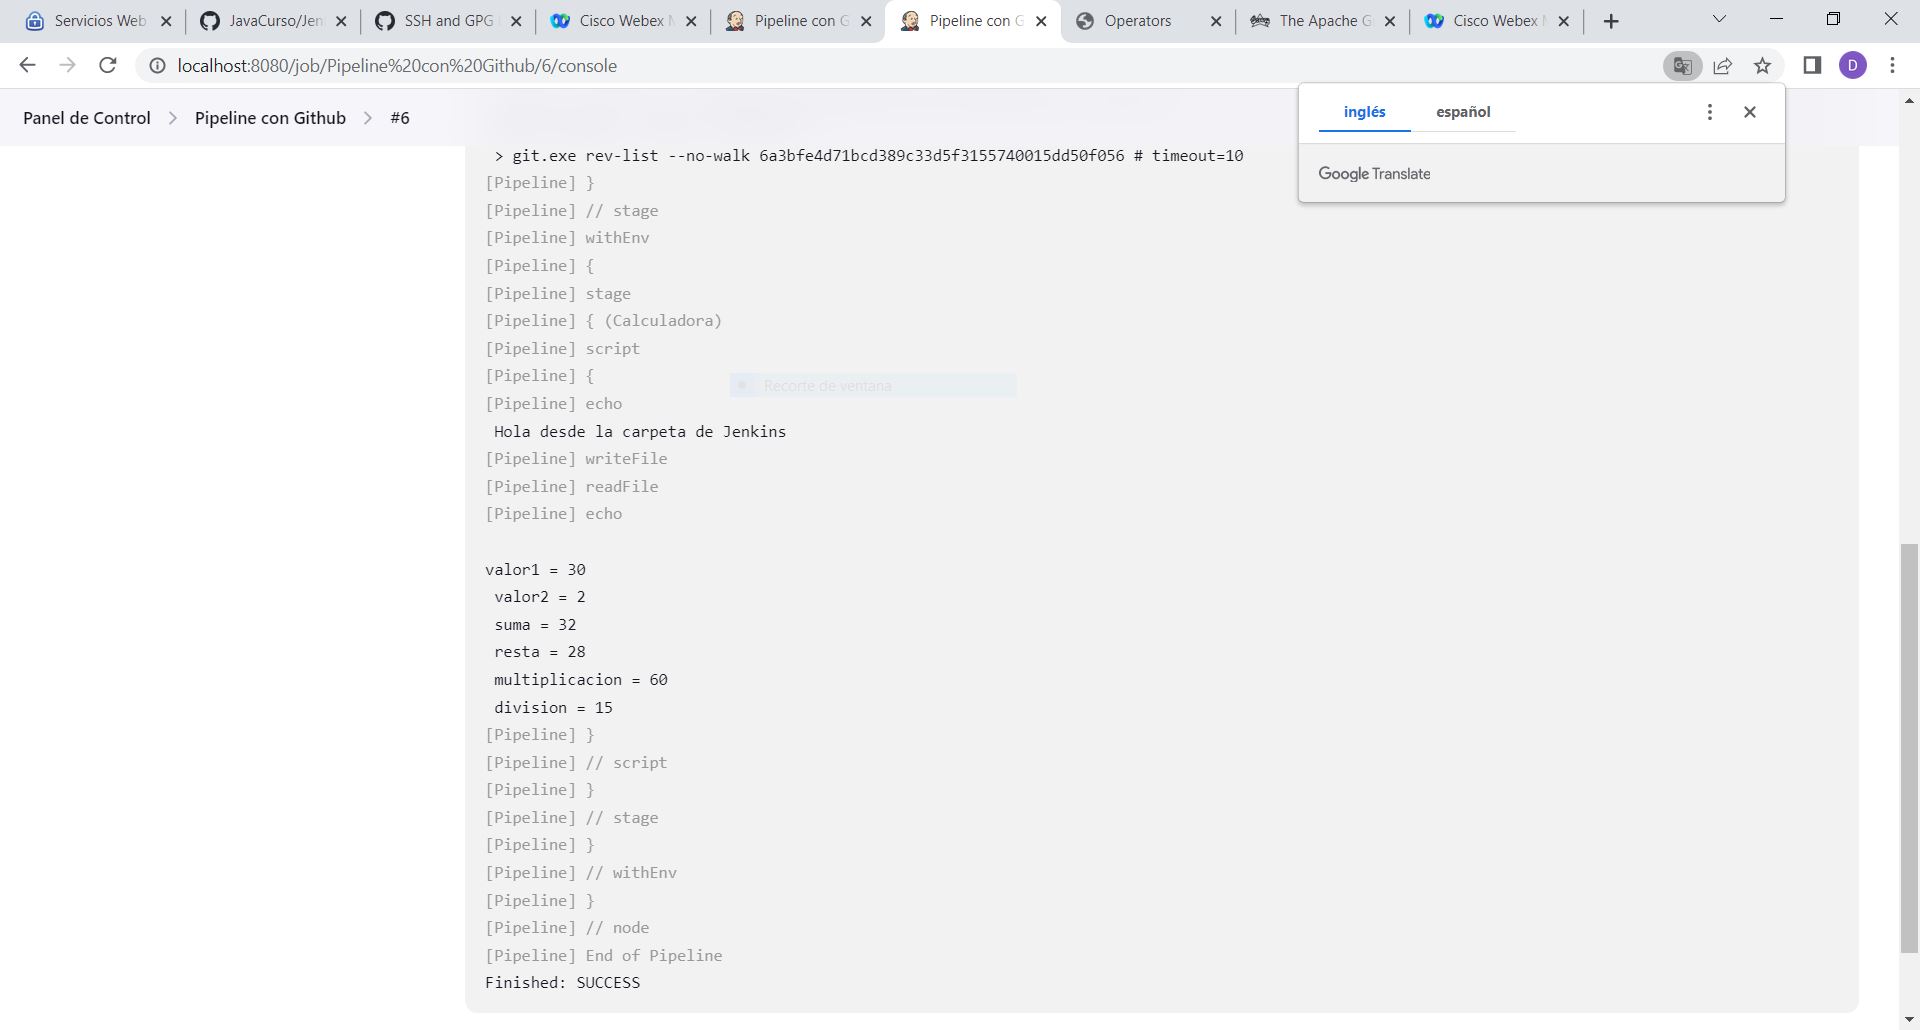 Servicios Web
JavaCurso/Jen
SSH and GPG
Cisco Webex M
Pipeline con G
Pipeline con G
Operators
The Apache G
Cisco Webex M
localhost:8080/job/Pipeline%20con%20Github/6/console
D
Panel de Control > Pipeline con Github > #6
inglés
español
Google Translate
> git.exe rev-list --no-walk 6a3bfe4d71bcd389c33d5f3155740015dd50f056 # timeout=10
[Pipeline] }
[Pipeline] // stage
[Pipeline] withEnv
[Pipeline] {
[Pipeline] stage
[Pipeline] { (Calculadora)
[Pipeline] script
[Pipeline] {
Recorte de ventana
[Pipeline] echo
Hola desde la carpeta de Jenkins
[Pipeline] writeFile
[Pipeline] readFile
[Pipeline] echo
valor1 = 30
valor2 = 2
suma = 32
resta = 28
multiplicacion = 60
division = 15
[Pipeline] }
[Pipeline] // script
[Pipeline] }
[Pipeline] // stage
[Pipeline] }
[Pipeline] // withEnv
[Pipeline] }
[Pipeline] // node
[Pipeline] End of Pipeline
Finished: SUCCESS